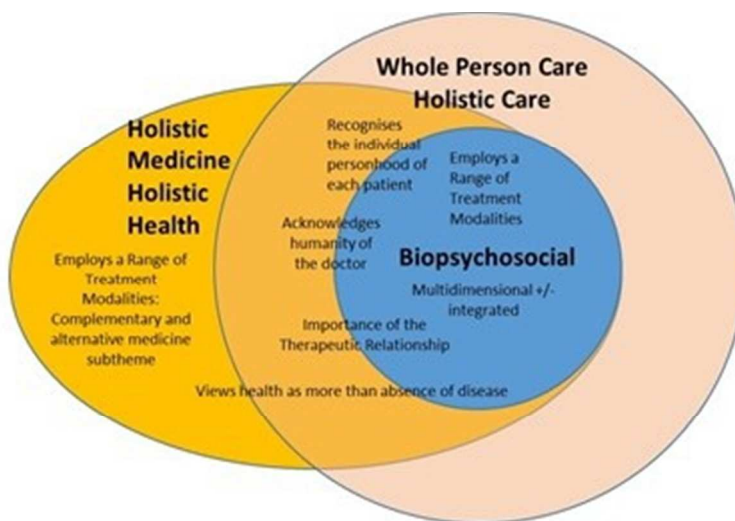 Whole Person Care
Holistic Care
Holistic
Medicine
Holistic
Health
Employs a Range of
Treatment
Modalities:
Complementary and
alternative medicine
subtheme
Recognises
the individual
personhood of
each patient
Employs a
Range of
Treatment
Modalities
Acknowledges
humanity of
the doctor
Biopsychosocial
Multidimensional +/-
integrated
Importance of the
Therapeutic Relationship
Views health as more than absence of disease